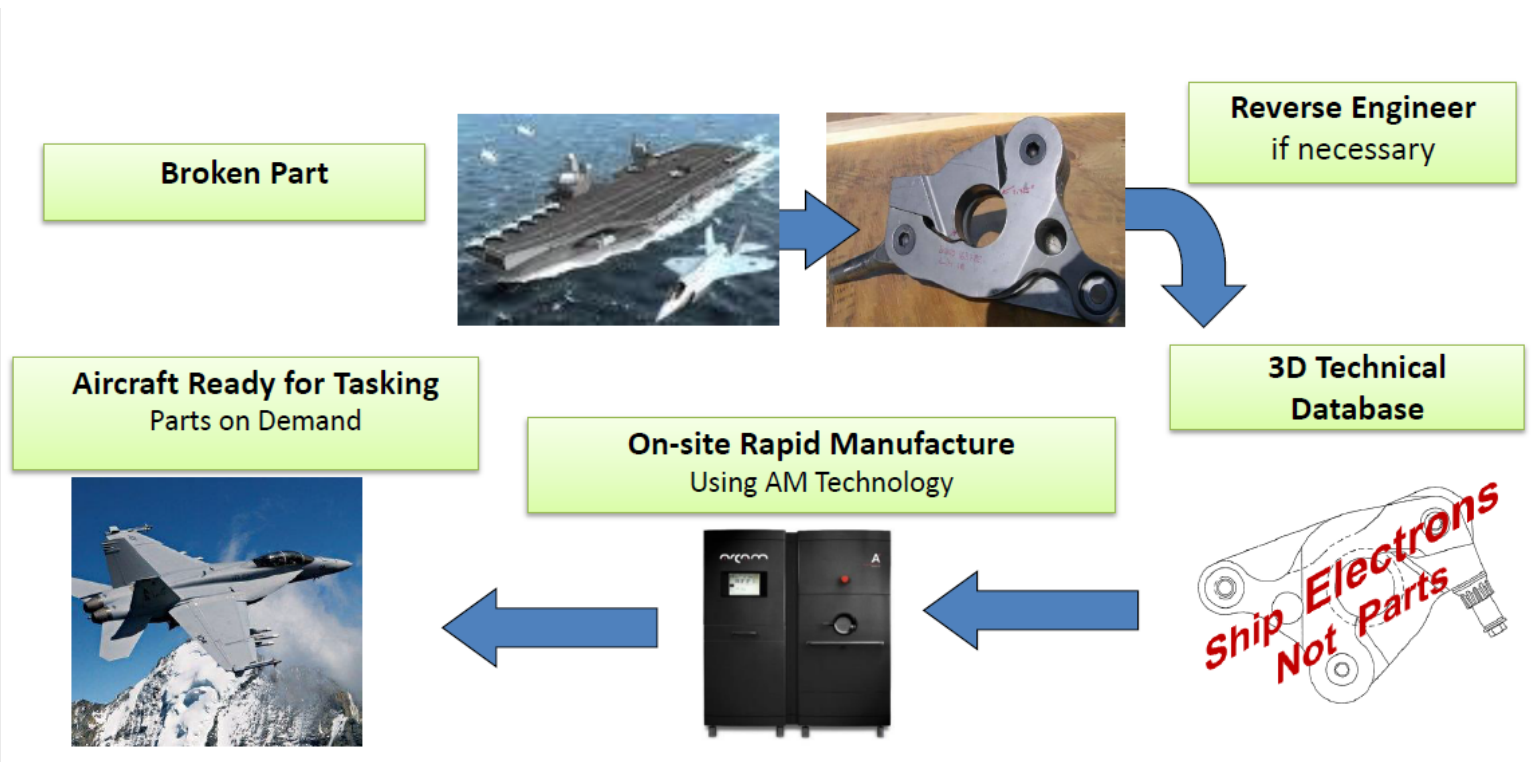 Broken Part
Reverse Engineer
if necessary
3D Technical
Database
Ship Electrons
Not Parts
On-site Rapid Manufacture
Using AM Technology
arcam
A
Aircraft Ready for Tasking
Parts on Demand